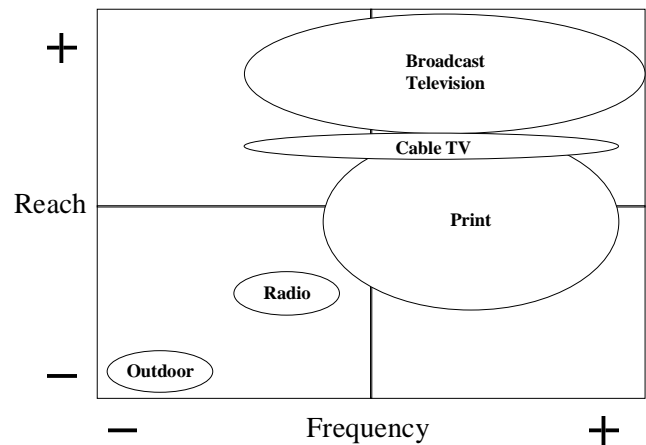 +
Broadcast
Television
Cable TV
Reach
Print
Radio
Outdoor
−
− Frequency +